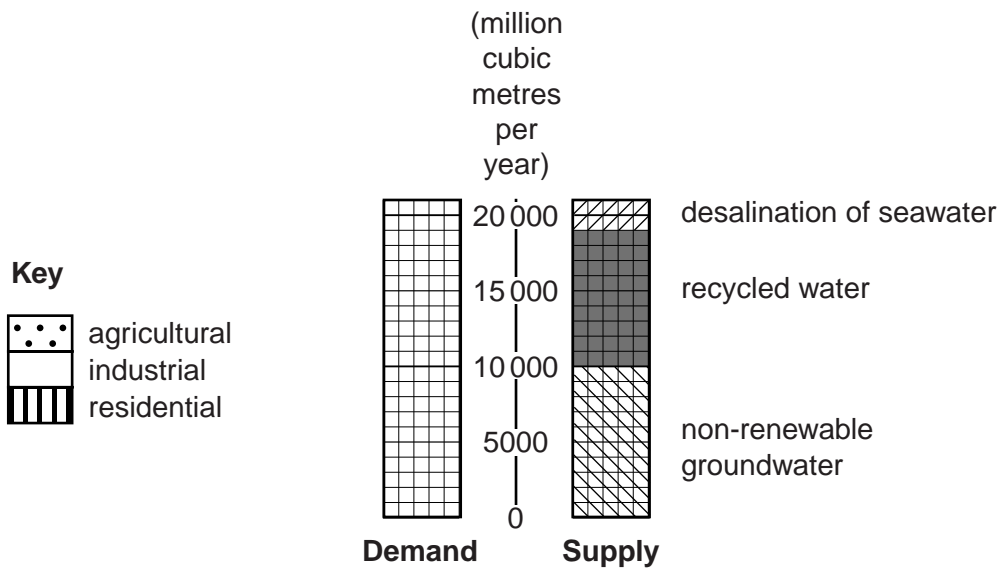 (million
cubic
metres
per
year)
20 000
desalination of seawater
Key
15 000
recycled water
agricultural
industrial
10 000
residential
5000
non-renewable
groundwater
0
Demand
Supply